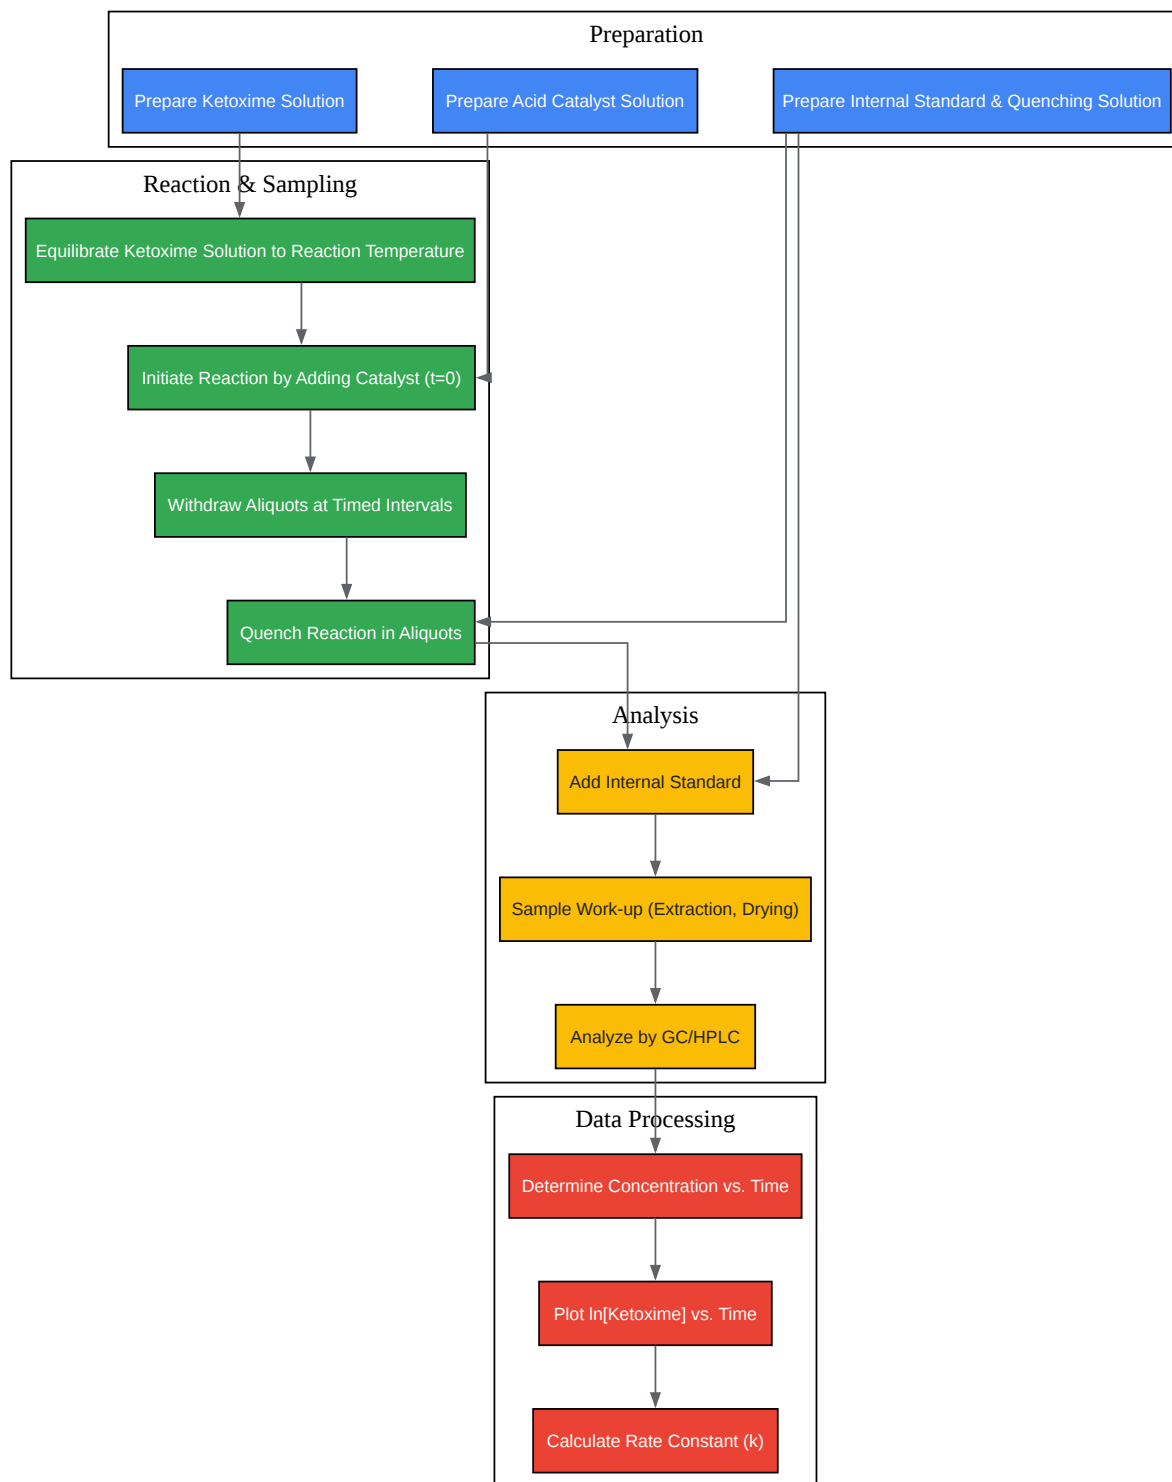 Preparation
Prepare Ketoxime Solution
Prepare Acid Catalyst Solution
Prepare Internal Standard & Quenching Solution
Reaction & Sampling
Equilibrate Ketoxime Solution to Reaction Temperature
Initiate Reaction by Adding Catalyst (t=0)
Withdraw Aliquots at Timed Intervals
Quench Reaction in Aliquots
Analysis
Add Internal Standard
Sample Work-up (Extraction, Drying)
Analyze by GC/HPLC
Data Processing
Determine Concentration vs. Time
Plot ln[Ketoxime] vs. Time
Calculate Rate Constant (k)